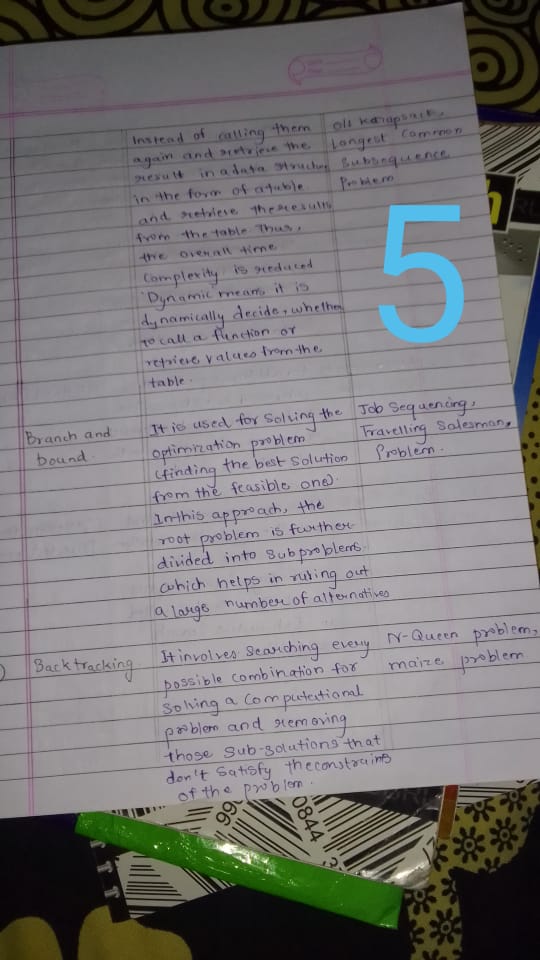 Instead of calling them
again and retrieve the
result in a data structure
in the form of a table.
and retrieve the results
from the table. Thus,
the overall time
complexity is reduced
'Dynamic means it is
dynamically decide, whether
to call a function or
retrieve values from the
table.
0/1 Knapsack,
Longest Common
Subsequence
Problem
5
Branch and
bound.
It is used for Solving the
optimization problem
(finding the best Solution
from the feasible one).
In this approach, the
root problem is further
divided into Subproblems.
which helps in ruling out
a large number of alternatives
Job Sequencing,
Travelling Salesman,
Problem.
Backtracking
It involves Searching every
possible combination for
Solving a Computational
problem and removing
those Sub-solutions that
don't Satisfy the constrains
of the problem.
N-Queen problem,
maize problem.
99
0844